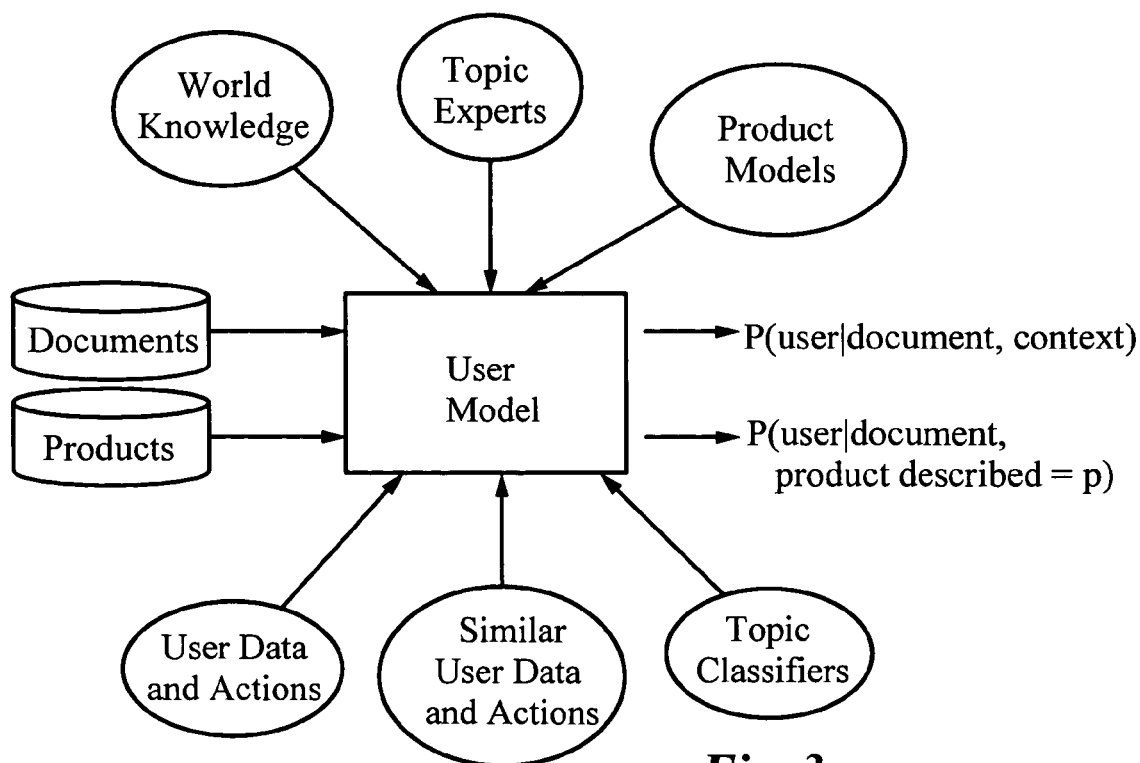 World
Knowledge
Topic
Experts
Product
Models
Documents
Products
User
Model
P(user|document, context)
P(user|document,
product described = p)
User Data
and Actions
Similar
User Data
and Actions
Topic
Classifiers